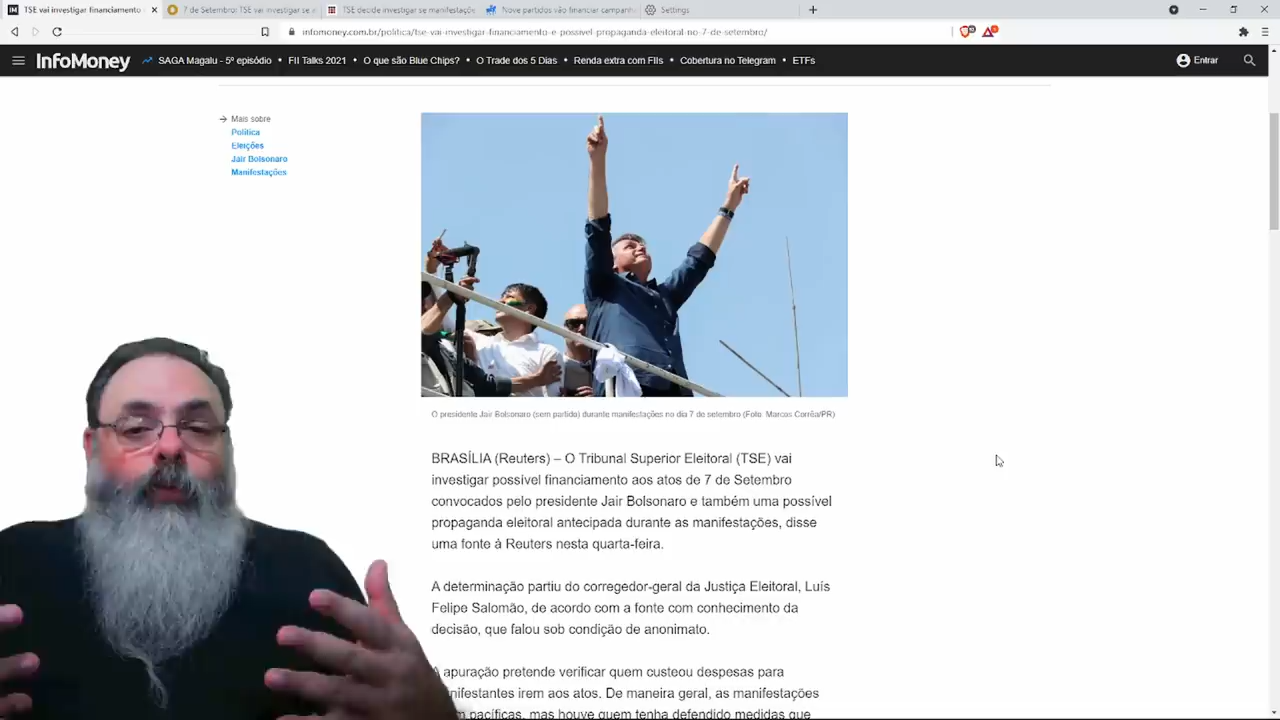 TSE vai investigar financiamento
7 de Setembro: TSE vai investigar se
TSE decide investigar se manifestaçõe
Nove partidos vão financiar campanh
Settings
infomoney.com.br/politica/tse-vai-investigar-financiamento-e-possivel-propaganda-eleitoral-no-7-de-setembro/
InfoMoney
SAGA Magalu - 5º episódio • FII Talks 2021 • O que são Blue Chips? • O Trade dos 5 Dias • Renda extra com FIIs • Cobertura no Telegram • ETFs
Entrar
Mais sobre
Política
Eleições
Jair Bolsonaro
Manifestações
O presidente Jair Bolsonaro (sem partido) durante manifestações no dia 7 de setembro (Foto: Marcos Corrêa/PR)
BRASÍLIA (Reuters) – O Tribunal Superior Eleitoral (TSE) vai
investigar possível financiamento aos atos de 7 de Setembro
convocados pelo presidente Jair Bolsonaro e também uma possível
propaganda eleitoral antecipada durante as manifestações, disse
uma fonte à Reuters nesta quarta-feira.
A determinação partiu do corregedor-geral da Justiça Eleitoral, Luís
Felipe Salomão, de acordo com a fonte com conhecimento da
decisão, que falou sob condição de anonimato.
A apuração pretende verificar quem custeou despesas para
nifestantes irem aos atos. De maneira geral, as manifestações
m pacíficas, mas houve quem tenha defendido medidas que